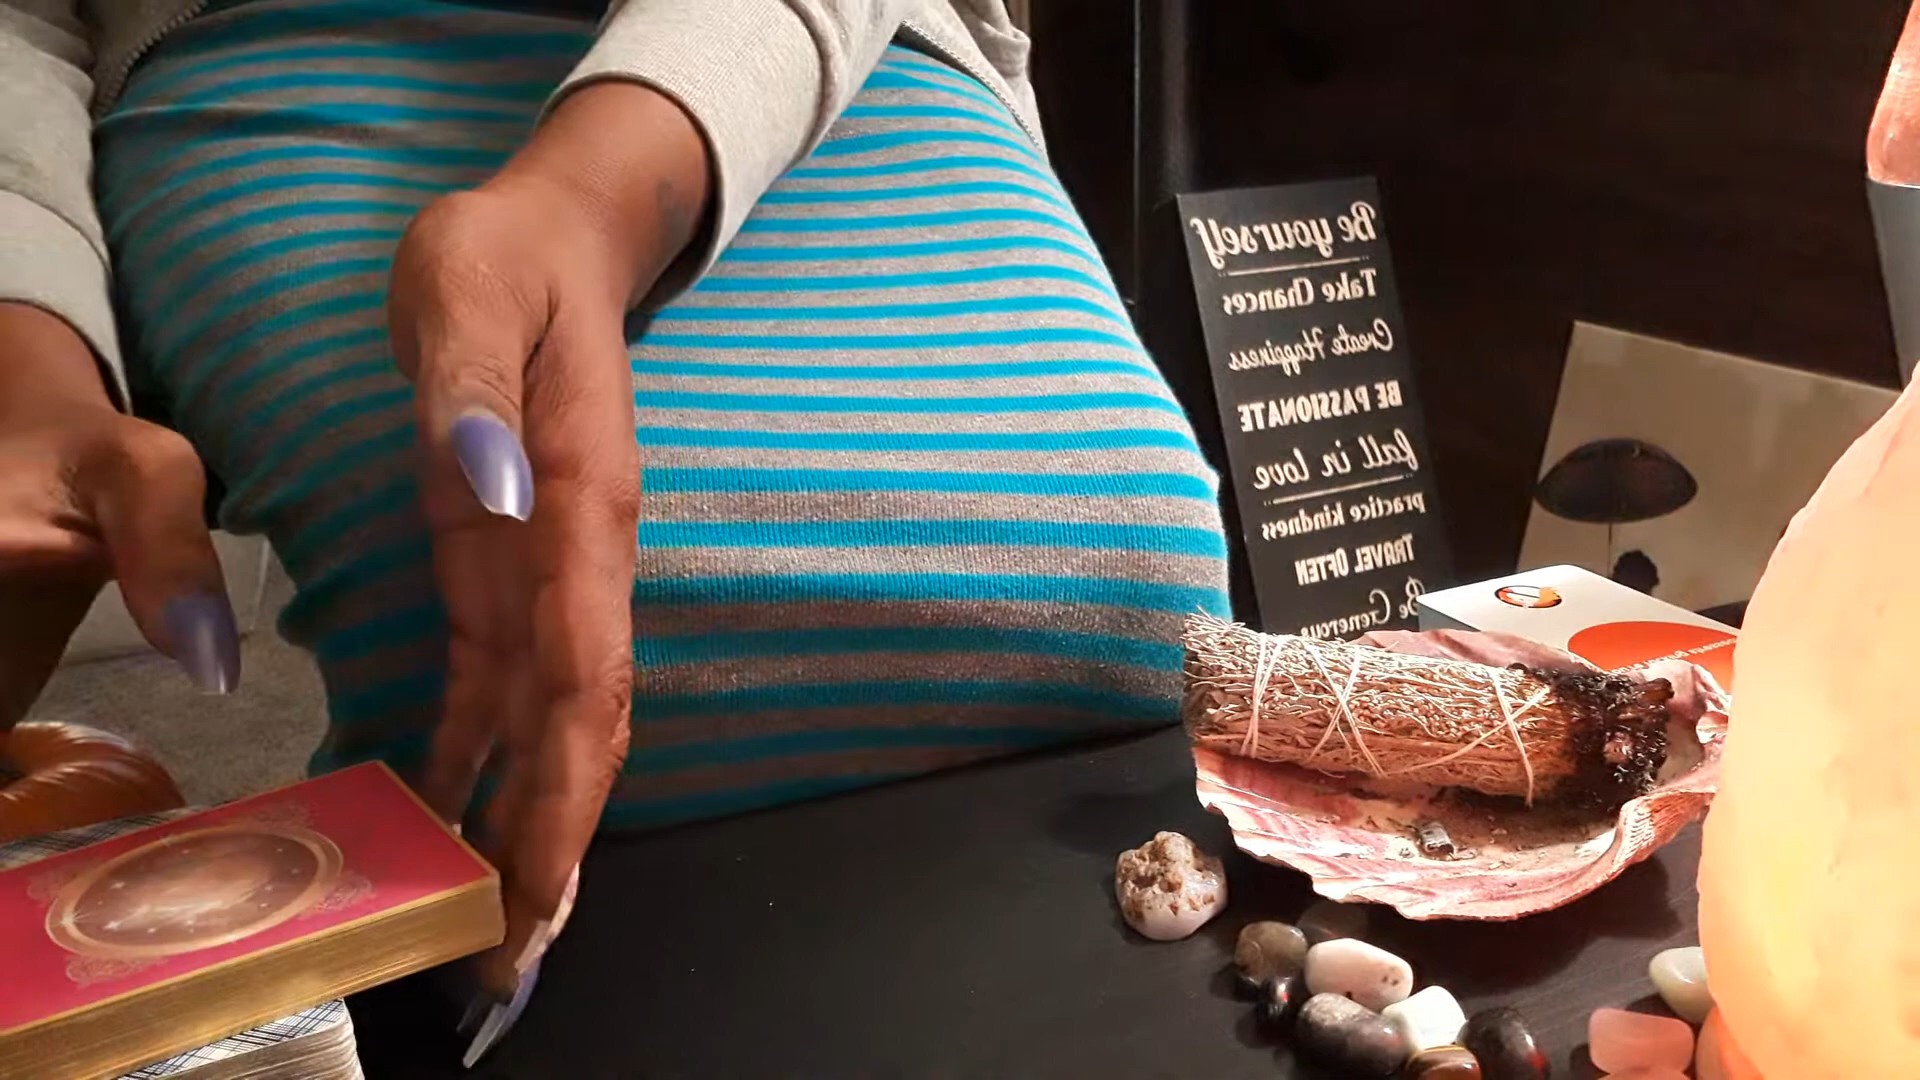 Be yourself
Take Chances
Create Happiness
BE PASSIONATE
fall in love
practice kindness
TRAVEL OFTEN
Be Generous